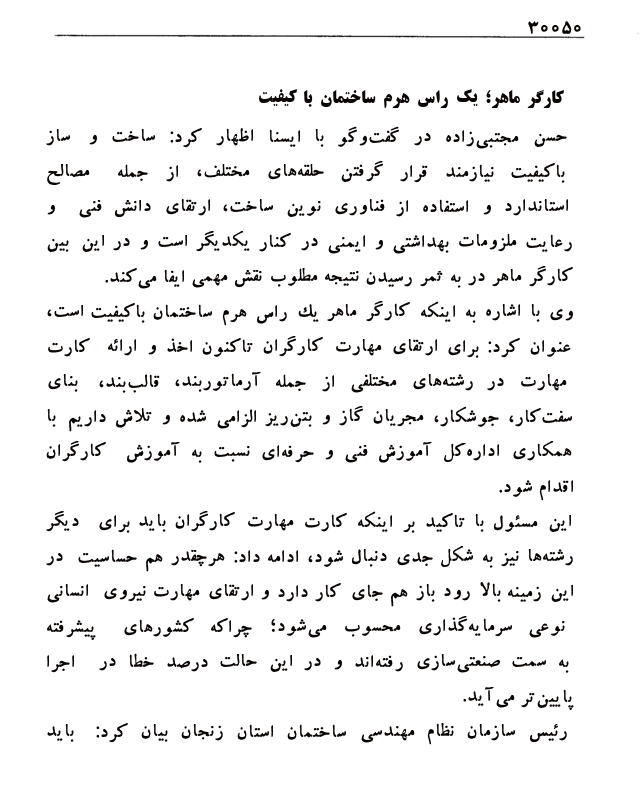 ۳۰۰۵۰
کارگر ماهر؛ یک راس هرم ساختمان با کیفیت
حسن مجتبی‌زاده در گفت‌وگو با ایسنا اظهار کرد: ساخت و ساز
باکیفیت نیازمند قرار گرفتن حلقه‌های مختلف، از جمله مصالح
استاندارد و استفاده از فناوری نوین ساخت، ارتقای دانش فنی و
رعایت ملزومات بهداشتی و ایمنی در کنار یکدیگر است و در این بین
کارگر ماهر در به ثمر رسیدن نتیجه مطلوب نقش مهمی ایفا می‌کند.
وی با اشاره به اینکه کارگر ماهر یك راس هرم ساختمان باکیفیت است،
عنوان کرد: برای ارتقای مهارت کارگران تاکنون اخذ و ارائه کارت
مهارت در رشته‌های مختلفی از جمله آرماتوربند، قالب‌بند، بنای
سفت‌کار، جوشکار، مجریان گاز و بتن‌ریز الزامی شده و تلاش داریم با
همکاری اداره‌کل آموزش فنی و حرفه‌ای نسبت به آموزش کارگران
اقدام شود.
این مسئول با تاکید بر اینکه کارت مهارت کارگران باید برای دیگر
رشته‌ها نیز به شکل جدی دنبال شود، ادامه داد: هرچقدر هم حساسیت در
این زمینه بالا رود باز هم جای کار دارد و ارتقای مهارت نیروی انسانی
نوعی سرمایه‌گذاری محسوب می‌شود؛ چراکه کشورهای پیشرفته
به سمت صنعتی‌سازی رفته‌اند و در این حالت درصد خطا در اجرا
پایین‌تر می‌آید.
رئیس سازمان نظام مهندسی ساختمان استان زنجان بیان کرد: باید